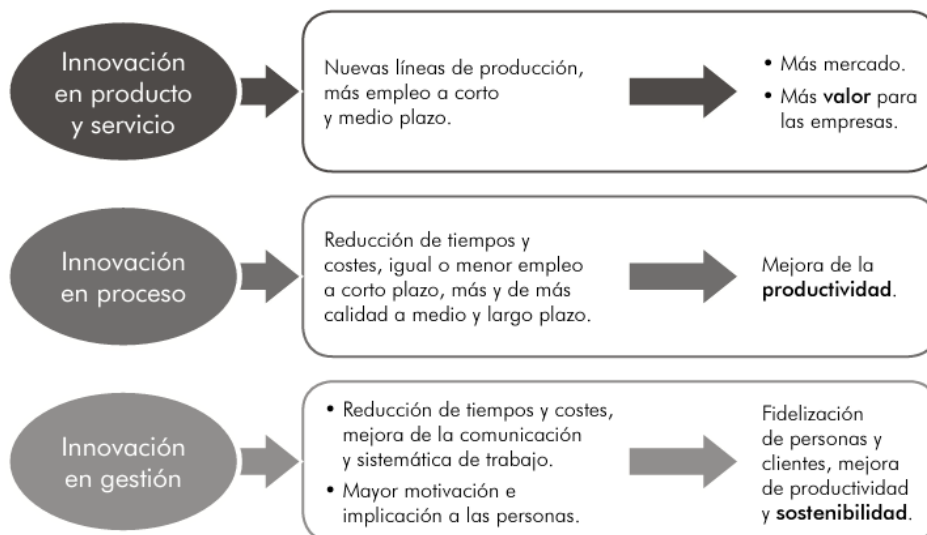 Innovación
en producto
y servicio
Nuevas líneas de producción,
más empleo a corto
y medio plazo.
• Más mercado.
• Más valor para
las empresas.
Innovación
en proceso
Reducción de tiempos y
costes, igual o menor empleo
a corto plazo, más y de más
calidad a medio y largo plazo.
Mejora de la
productividad.
Innovación
en gestión
• Reducción de tiempos y costes,
mejora de la comunicación
y sistemática de trabajo.
• Mayor motivación e
implicación a las personas.
Fidelización
de personas y
clientes, mejora
de productividad
y sostenibilidad.